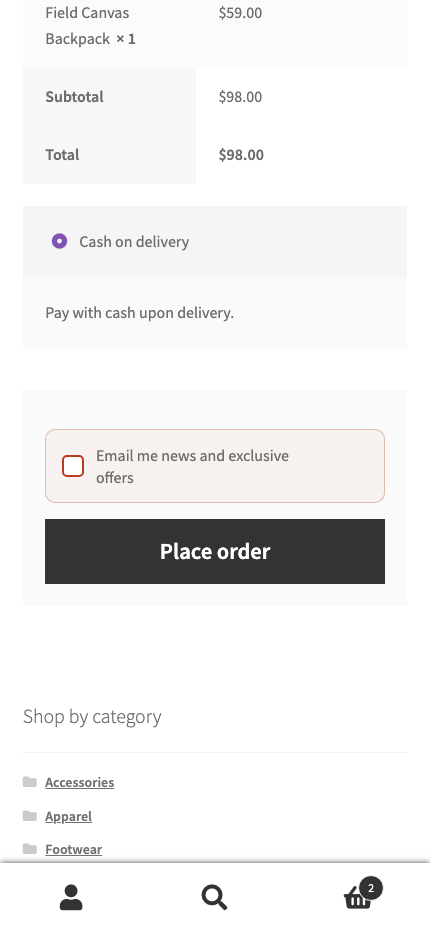 Field Canvas $59.00
Backpack × 1
Subtotal $98.00
Total $98.00
Cash on delivery
Pay with cash upon delivery.
Email me news and exclusive
offers
Place order
Shop by category
Accessories
Apparel
Footwear
2